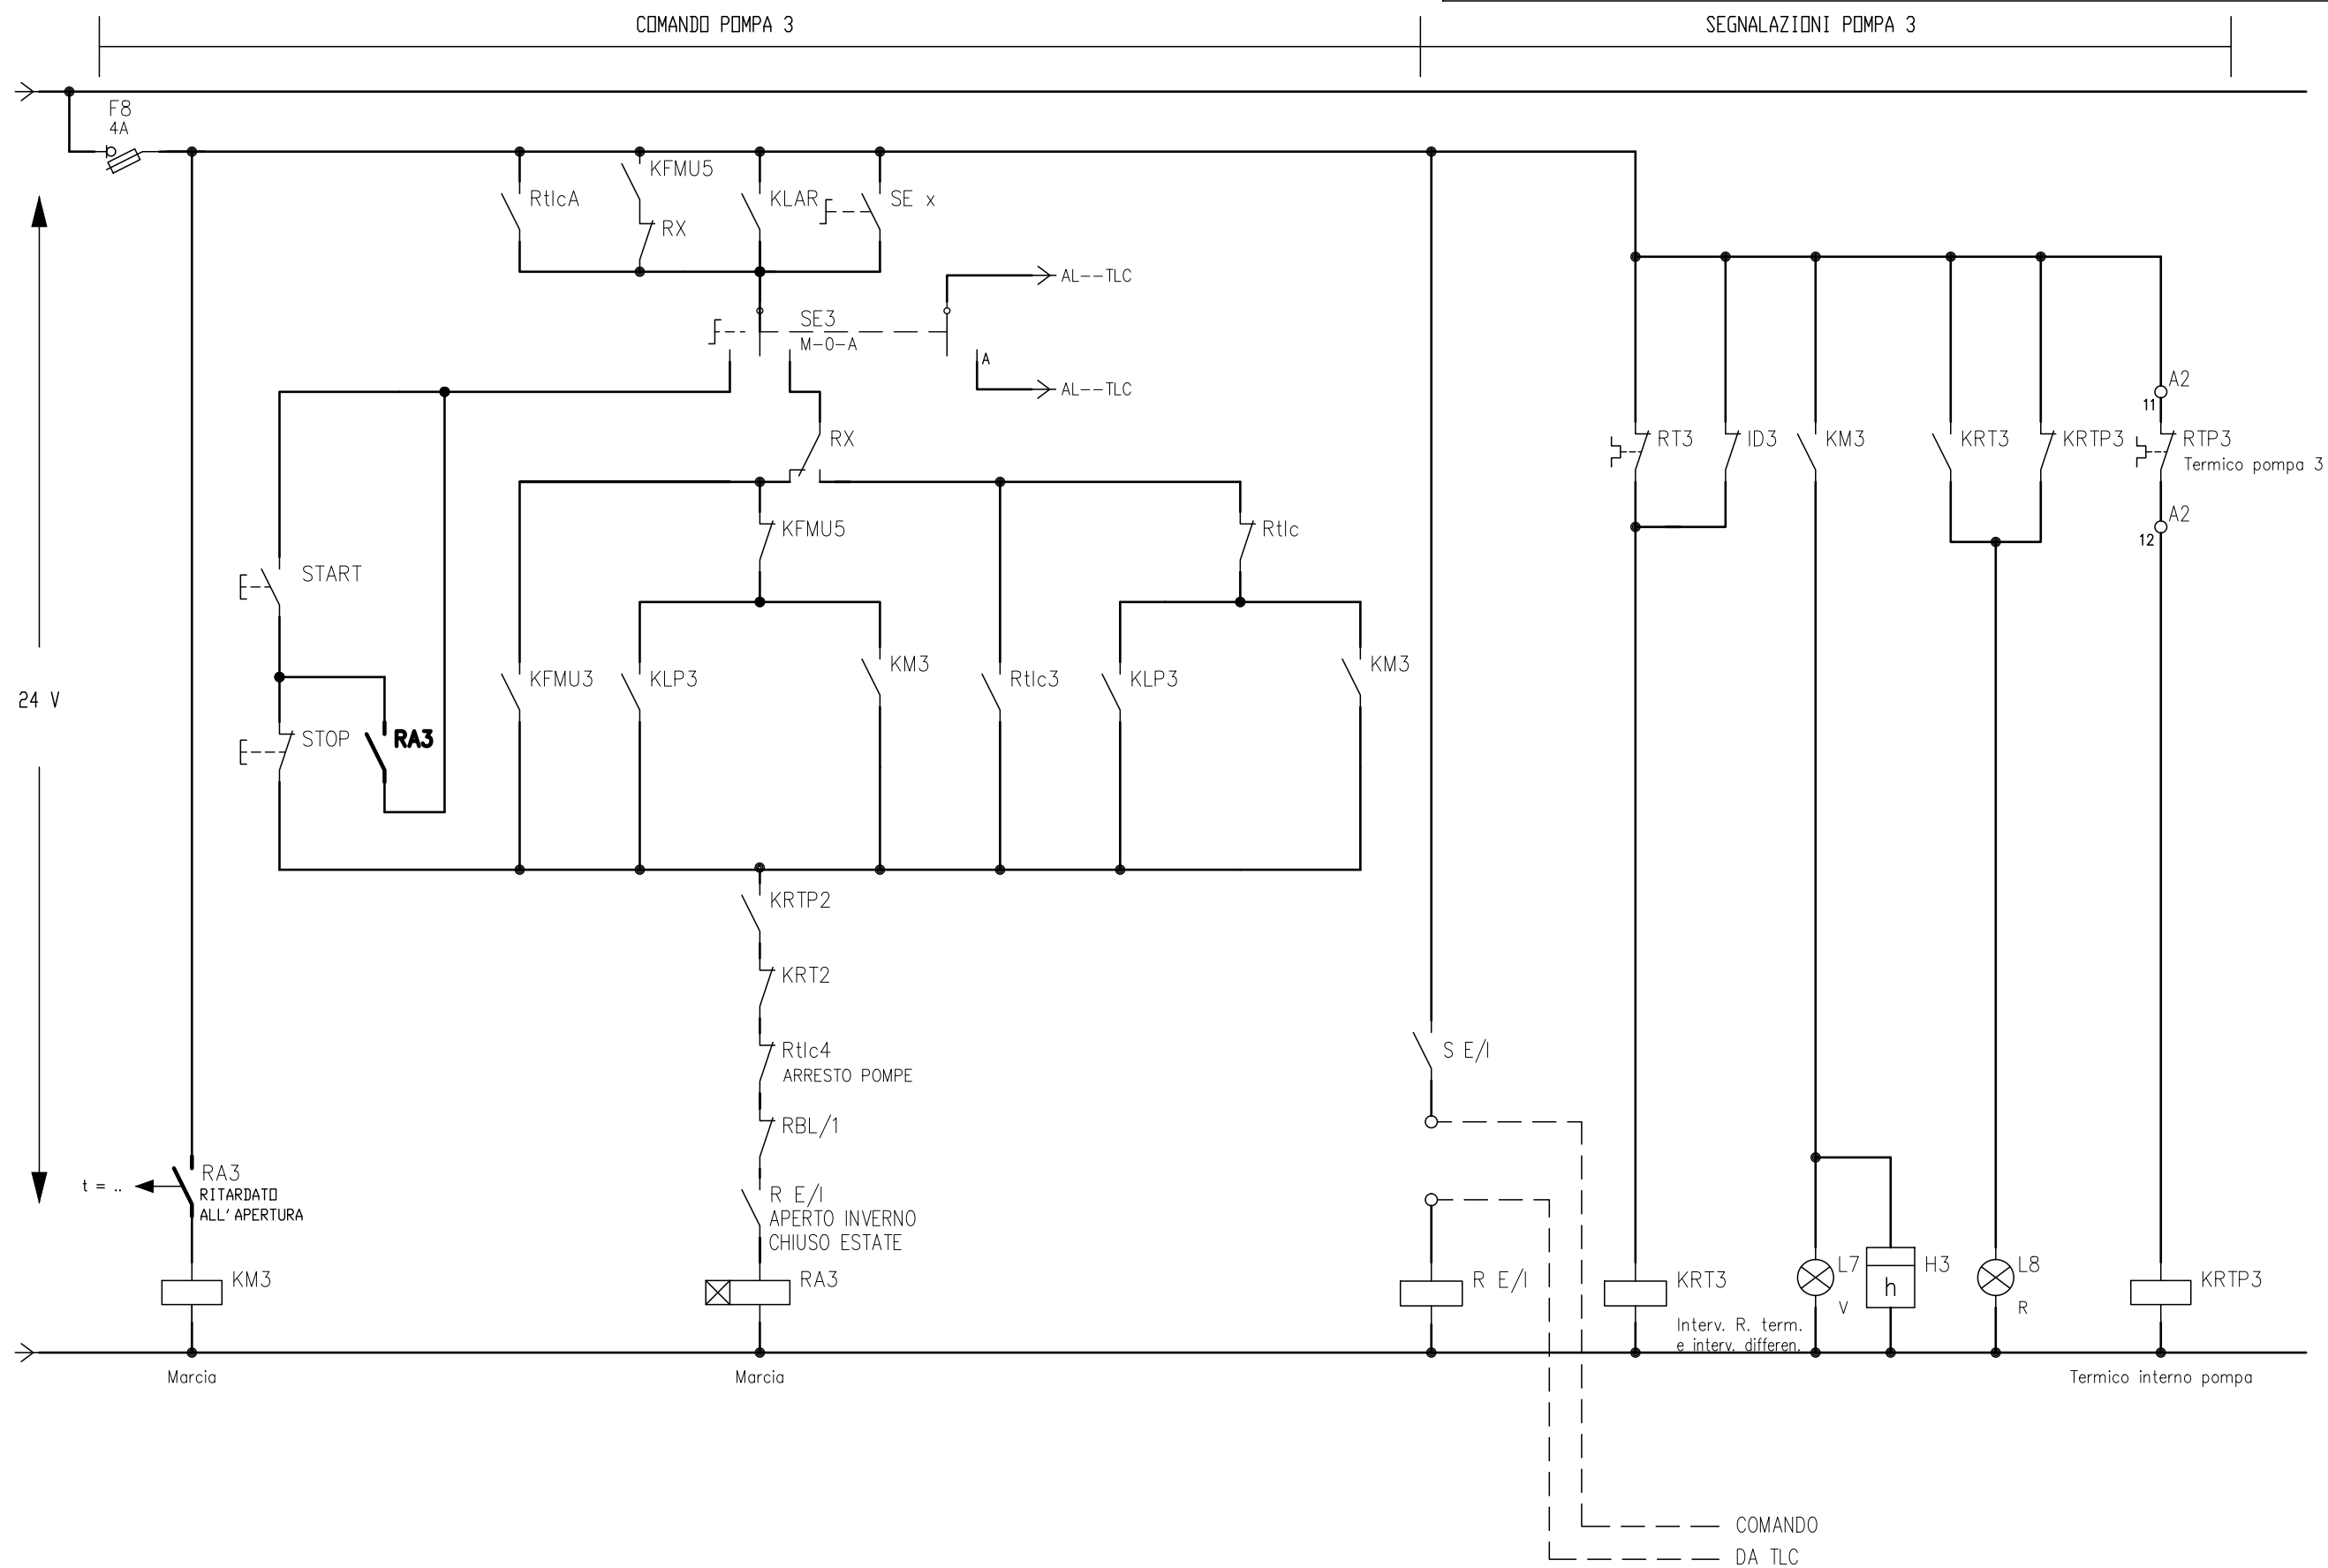 COMANDO POMPA 3
SEGNALAZIONI POMPA 3
F8
4A
KFMU5
RtlcA
KLAR
SE x
RX
AL--TLC
SE3
M-0-A
A
AL--TLC
A2
11
RX
RT3
ID3
KM3
KRT3
KRTP3
RTP3
Termico pompa 3
KFMU5
Rtlc
A2
12
START
KM3
KM3
KFMU3
KLP3
Rtlc3
KLP3
24 V
STOP
RA3
KRTP2
KRT2
Rtlc4
ARRESTO POMPE
S E/I
RBL/1
RA3
t = ..
RITARDATO
ALL' APERTURA
R E/I
APERTO INVERNO
CHIUSO ESTATE
KM3
RA3
R E/I
KRT3
L7
V
H3
h
L8
R
KRTP3
Interv. R. term.
e interv. differen.
Marcia
Marcia
Termico interno pompa
COMANDO
DA TLC